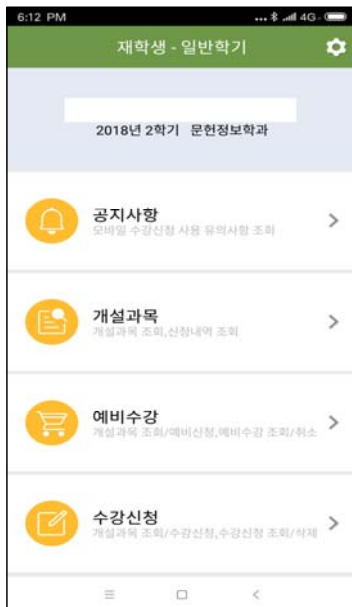 6:12 PM ... 4G
재학생 - 일반학기
2018년 2학기 문헌정보학과
공지사항
모바일 수강신청 사용 유의사항 조회
개설과목
개설과목 조회,신청내역 조회
예비수강
개설과목 조회/예비신청,예비수강 조회/취소
수강신청
개설과목 조회/수강신청,수강신청 조회/삭제